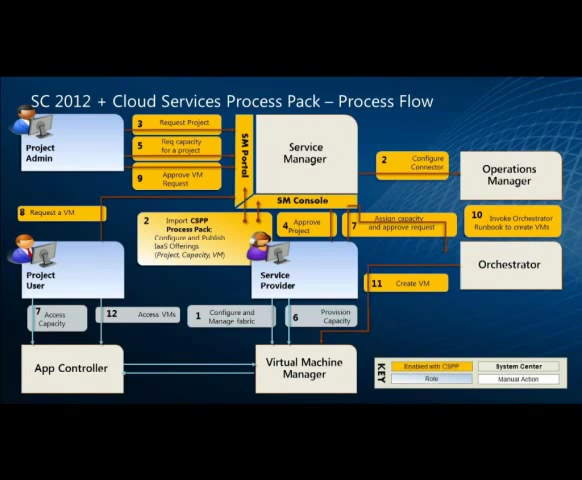 SC 2012 + Cloud Services Process Pack – Process Flow
Project
Admin
3 Request Project
5 Req capacity
for a project
9 Approve VM
Request
SM Portal
Service
Manager
SM Console
2 Configure
Connector
Operations
Manager
8 Request a VM
2 Import CSPP
Process Pack:
Configure and Publish
IaaS Offerings
(Project, Capacity, VM)
4 Approve
Project
7 Assign capacity
and approve request
10 Invoke Orchestrator
Runbook to create VMs
Project
User
Service
Provider
Orchestrator
11 Create VM
7 Access
Capacity
12 Access VMs
1 Configure and
Manage fabric
6 Provision
Capacity
App Controller
Virtual Machine
Manager
KEY
Enabled with CSPP
System Center
Role
Manual Action